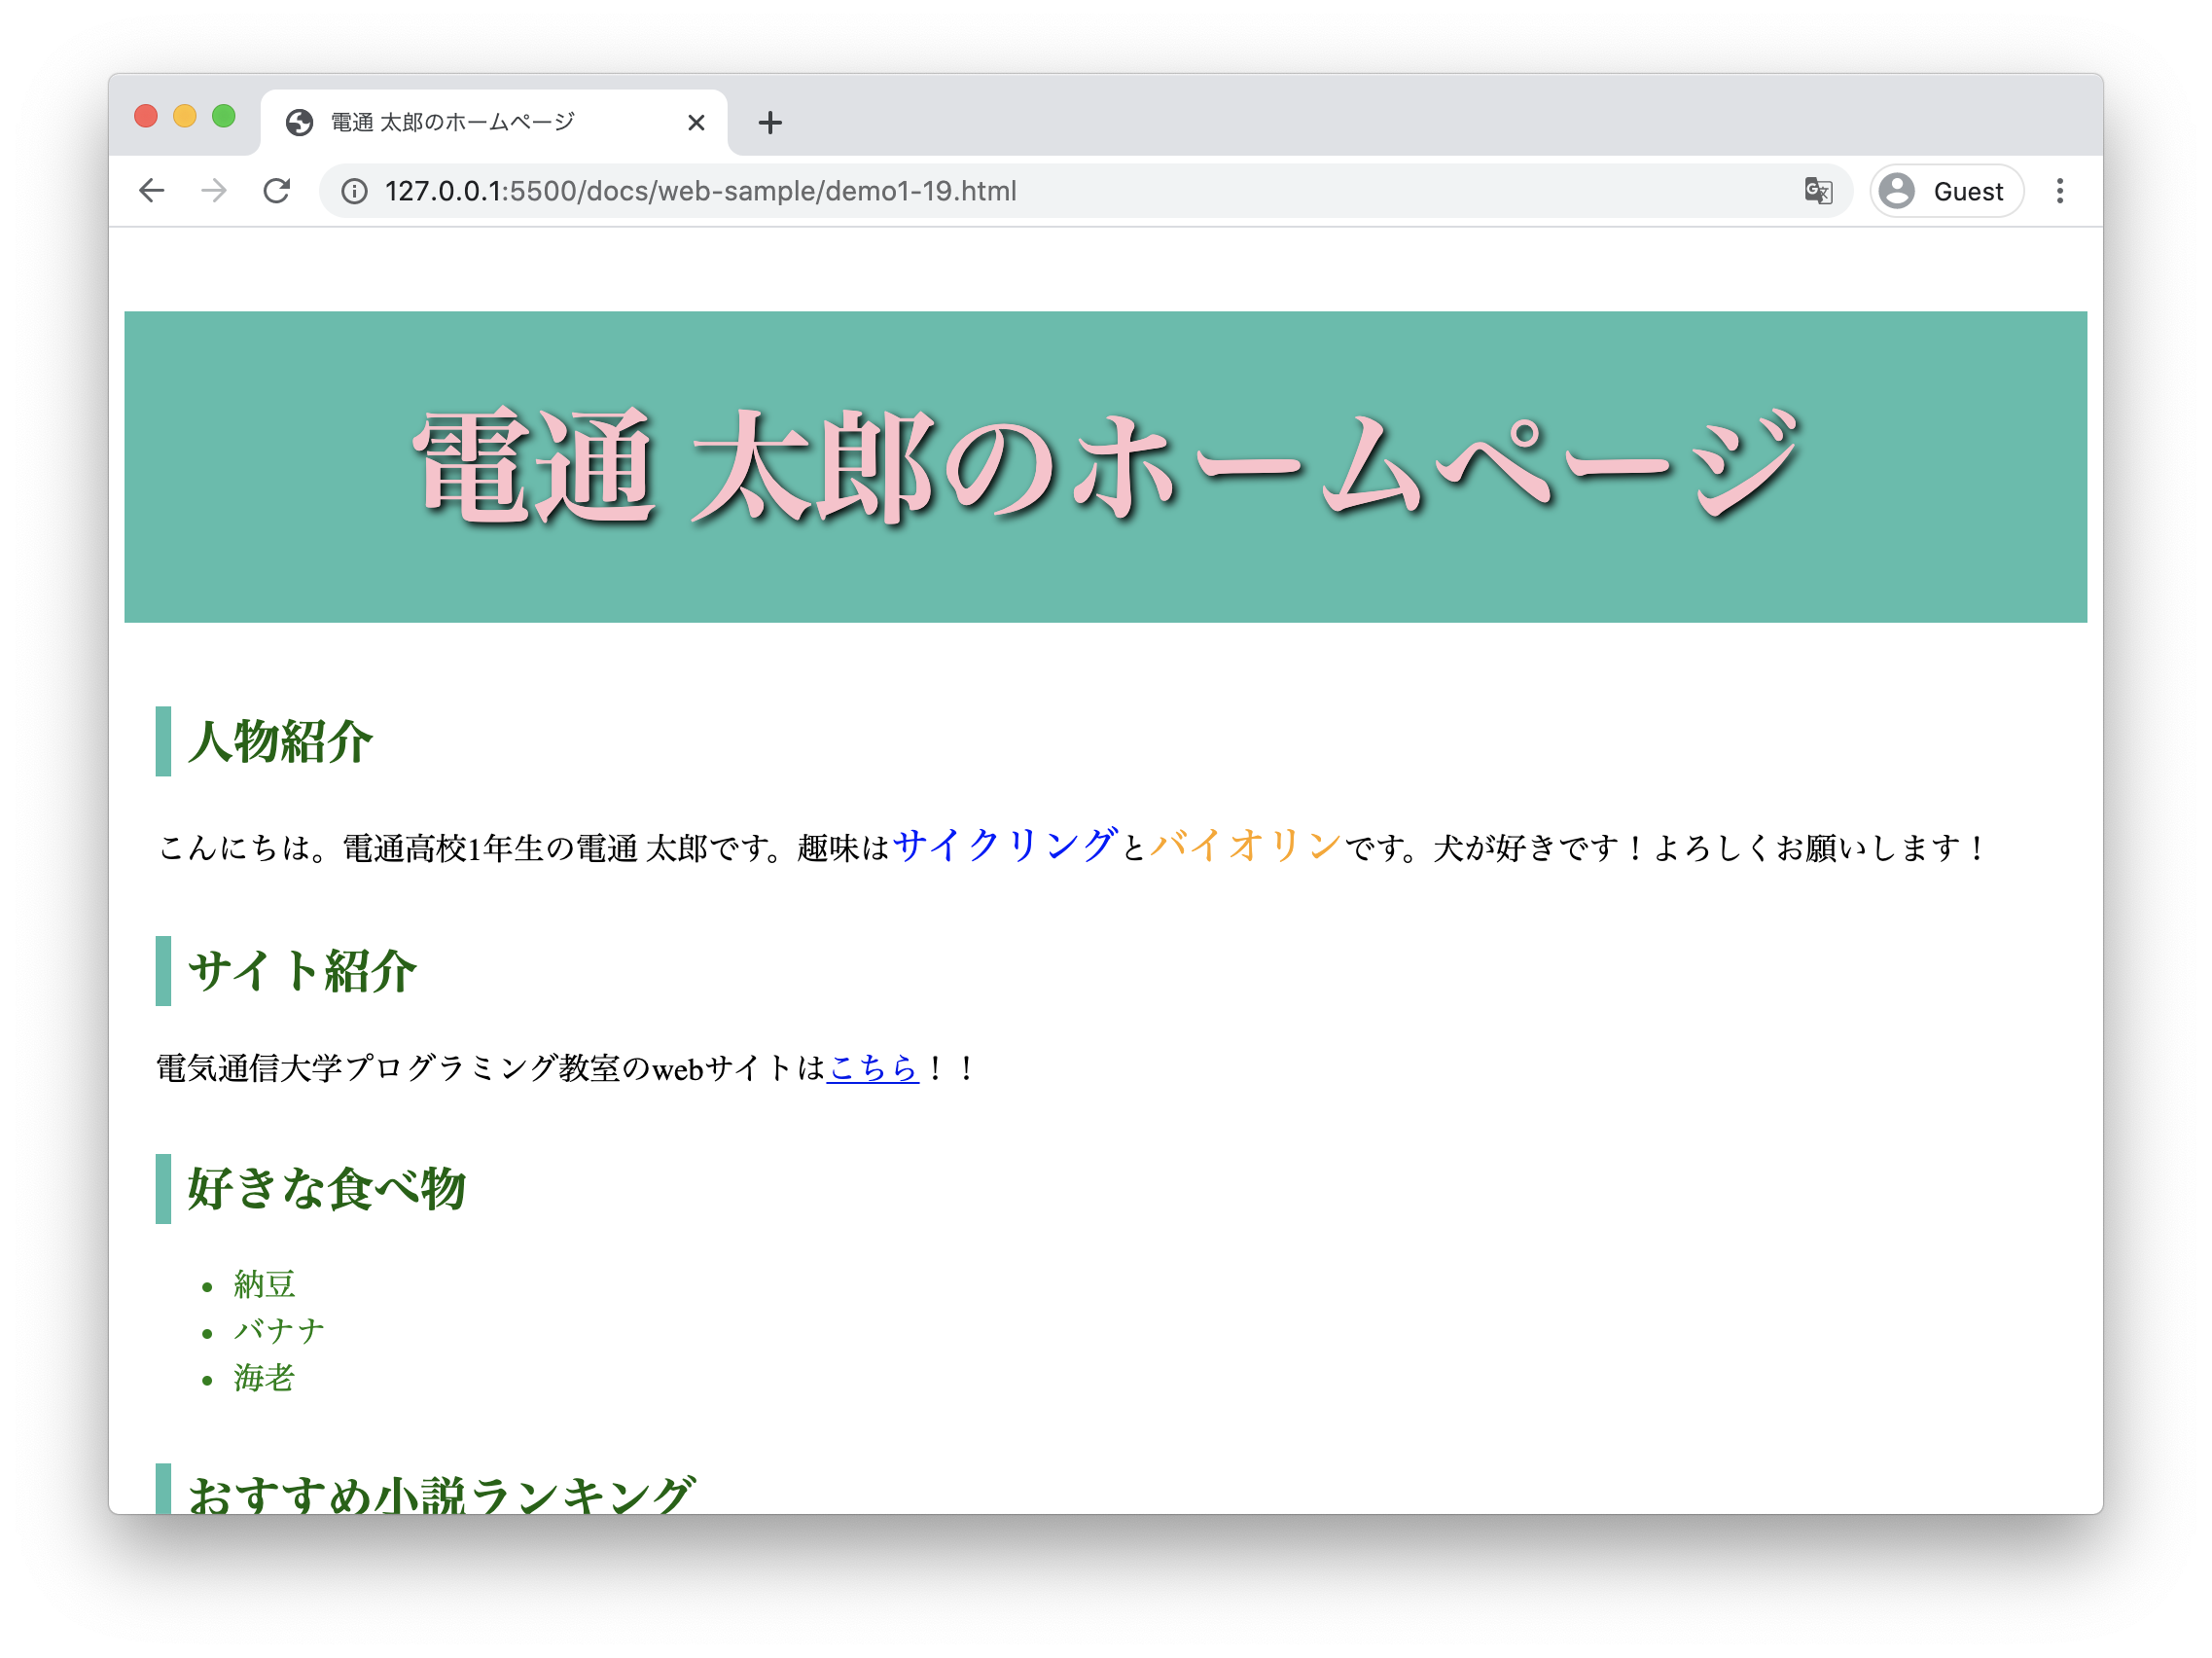 電通 太郎のホームページ
127.0.0.1:5500/docs/web-sample/demo1-19.html
Guest
電通 太郎のホームページ
人物紹介
こんにちは。電通高校1年生の電通 太郎です。趣味はサイクリングとバイオリンです。犬が好きです！よろしくお願いします！
サイト紹介
電気通信大学プログラミング教室のwebサイトはこちら！！
好きな食べ物
• 納豆
• バナナ
• 海老
おすすめ小説ランキング